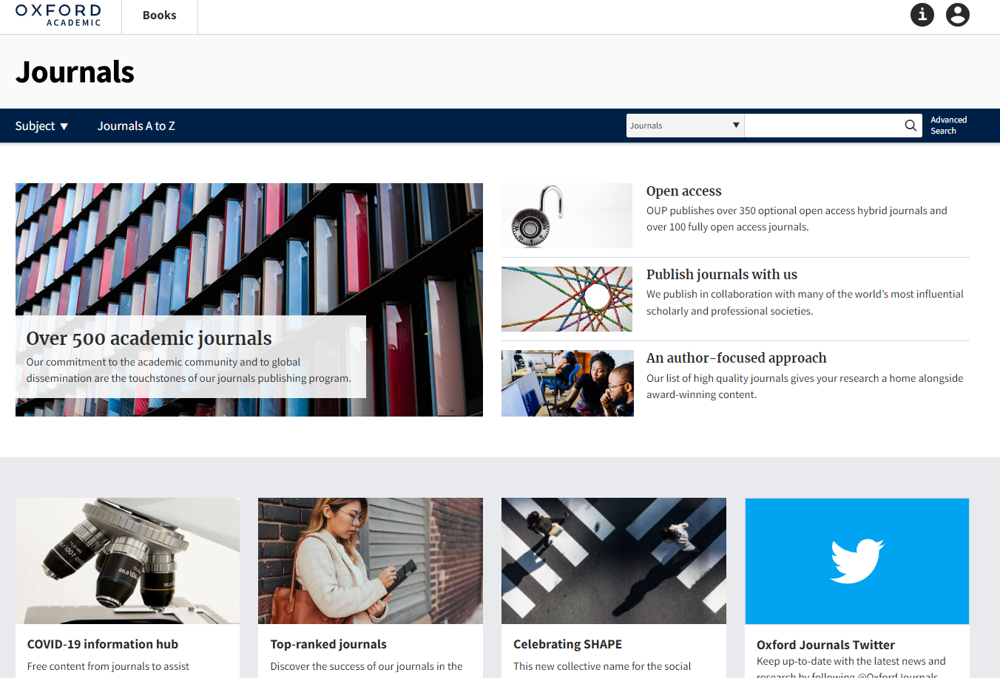 OXFORD
ACADEMIC
Books
Journals
Subject
Journals A to Z
Journals
Advanced
Search
Over 500 academic journals
Our commitment to the academic community and to global
dissemination are the touchstones of our journals publishing program.
Open access
OUP publishes over 350 optional open access hybrid journals and
over 100 fully open access journals.
Publish journals with us
We publish in collaboration with many of the world's most influential
scholarly and professional societies.
An author-focused approach
Our list of high quality journals gives your research a home alongside
award-winning content.
COVID-19 information hub
Free content from journals to assist
Top-ranked journals
Discover the success of our journals in the
Celebrating SHAPE
This new collective name for the social
Oxford Journals Twitter
Keep up-to-date with the latest news and
research by following @OxfordJournals